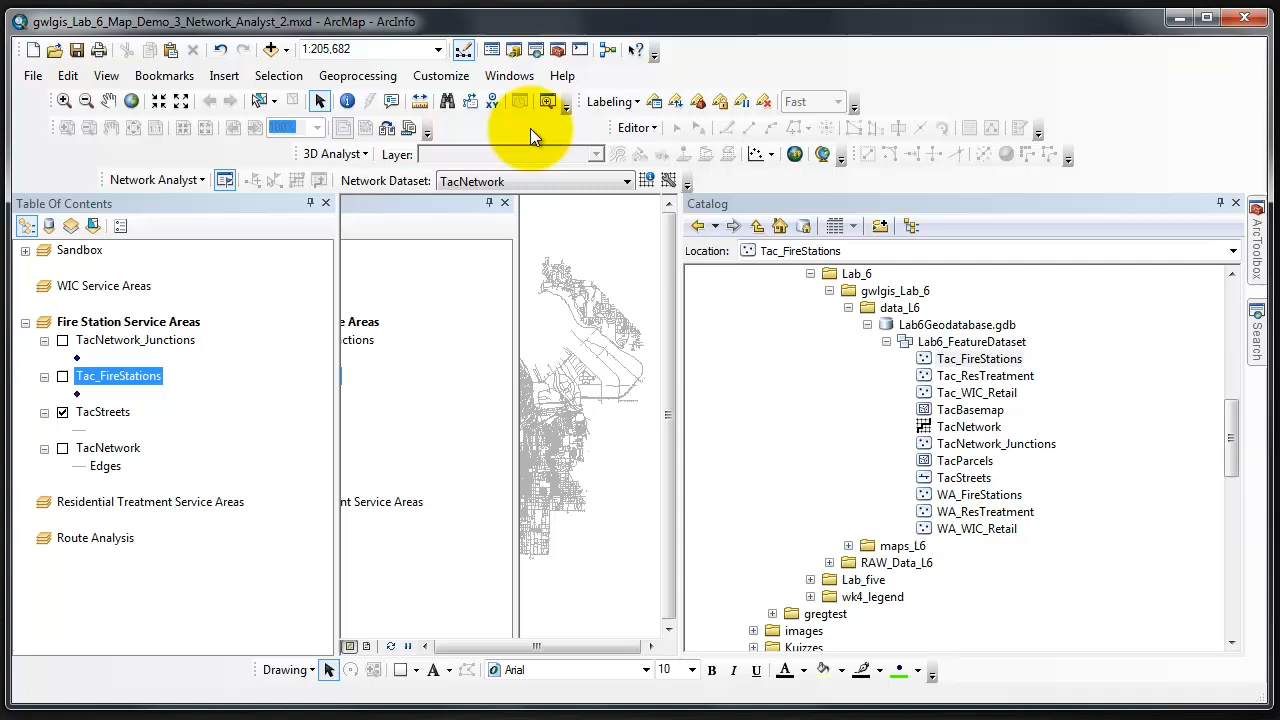 gwlgis_Lab_6_Map_Demo_3_Network_Analyst_2.mxd - ArcMap - ArcInfo
1:205,682
File Edit View Bookmarks Insert Selection Geoprocessing Customize Windows Help
Labeling Fast
100% Editor
3D Analyst Layer:
Network Analyst Network Dataset: TacNetwork
Table Of Contents
Catalog
Location: Tac_FireStations
Sandbox
WIC Service Areas
Fire Station Service Areas
TacNetwork_Junctions
Tac_FireStations
TacStreets
TacNetwork
Edges
Residential Treatment Service Areas
Route Analysis
e Areas
ctions
nt Service Areas
Lab_6
gwlgis_Lab_6
data_L6
Lab6Geodatabase.gdb
Lab6_FeatureDataset
Tac_FireStations
Tac_ResTreatment
Tac_WIC_Retail
TacBasemap
TacNetwork
TacNetwork_Junctions
TacParcels
TacStreets
WA_FireStations
WA_ResTreatment
WA_WIC_Retail
maps_L6
RAW_Data_L6
Lab_five
wk4_legend
gregtest
images
Kuizzes
ArcToolbox
Search
Drawing A Arial 10 B I U A